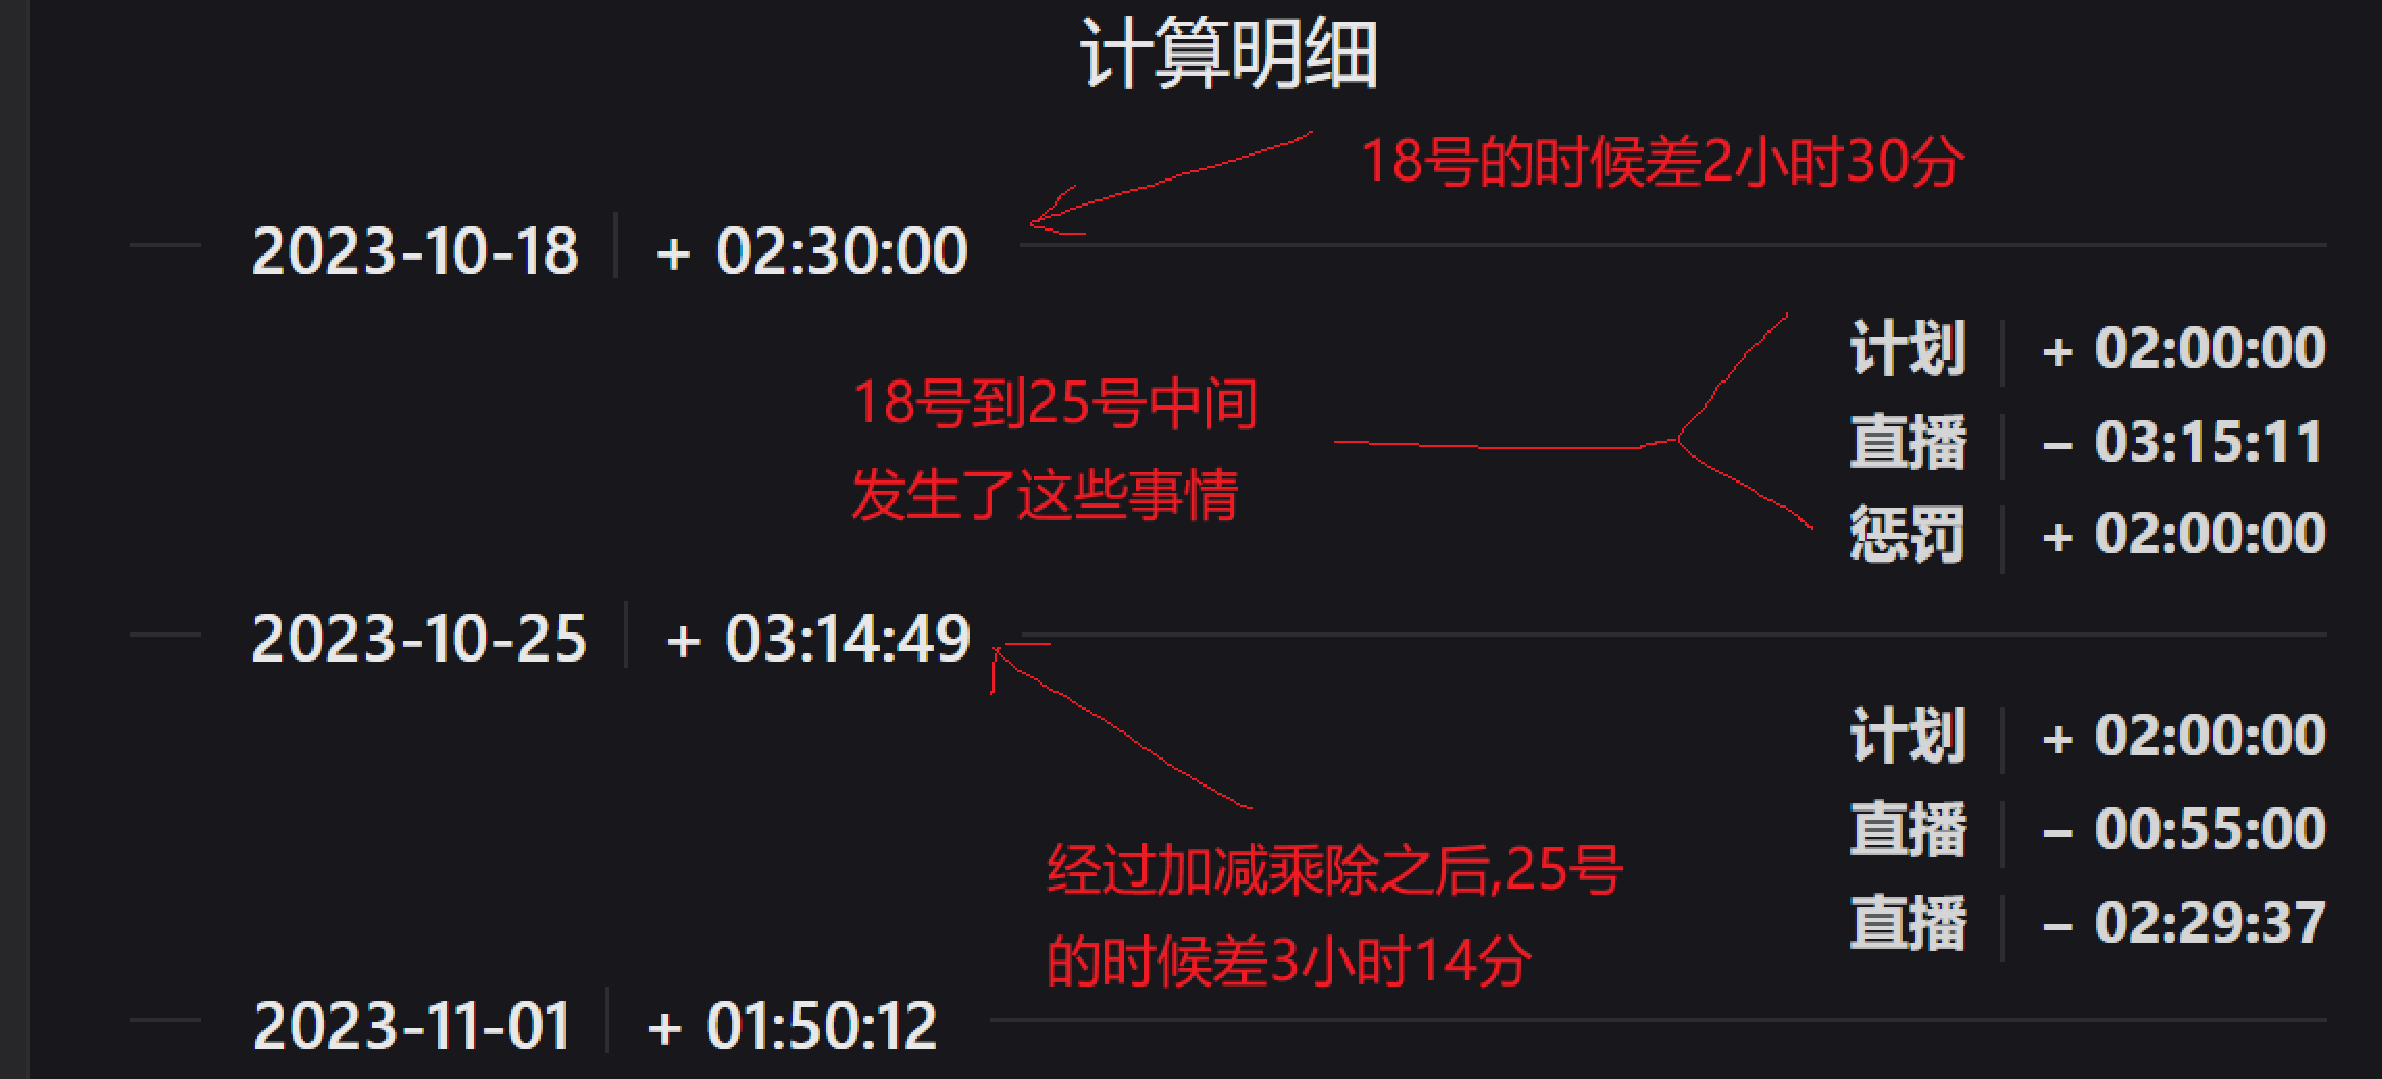 计算明细
18号的时候差2小时30分
2023-10-18 + 02:30:00
计划 + 02:00:00
18号到25号中间
直播 – 03:15:11
发生了这些事情
惩罚 + 02:00:00
2023-10-25 + 03:14:49
计划 + 02:00:00
直播 – 00:55:00
经过加减乘除之后,25号
直播 – 02:29:37
的时候差3小时14分
2023-11-01 + 01:50:12